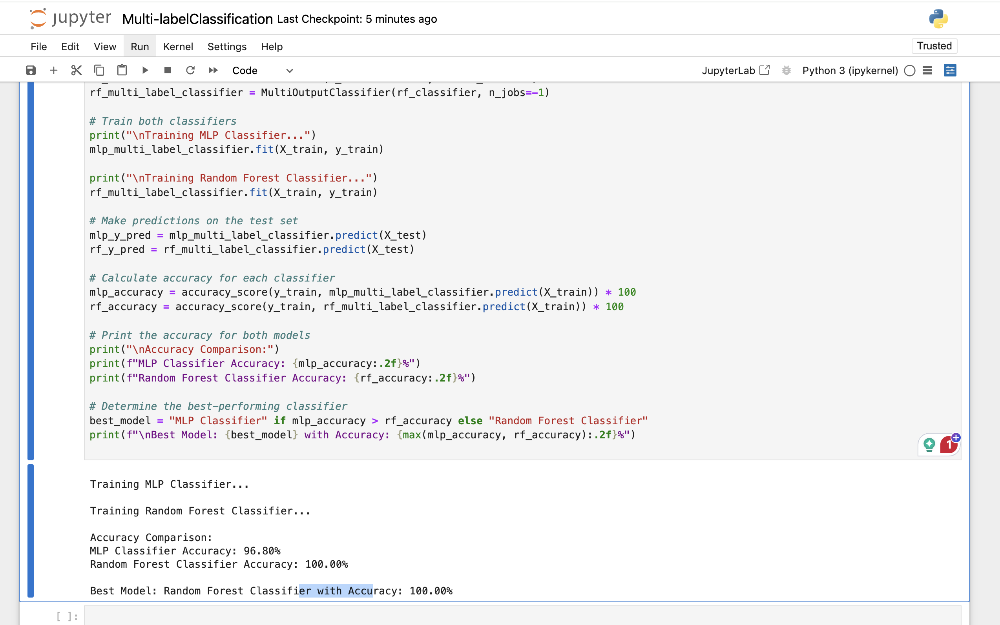 jupyter Multi-labelClassification Last Checkpoint: 5 minutes ago
File Edit View Run Kernel Settings Help Trusted
Code JupyterLab Python 3 (ipykernel)
rf_multi_label_classifier = MultiOutputClassifier(rf_classifier, n_jobs=-1)
# Train both classifiers
print("\nTraining MLP Classifier...")
mlp_multi_label_classifier.fit(X_train, y_train)
print("\nTraining Random Forest Classifier...")
rf_multi_label_classifier.fit(X_train, y_train)
# Make predictions on the test set
mlp_y_pred = mlp_multi_label_classifier.predict(X_test)
rf_y_pred = rf_multi_label_classifier.predict(X_test)
# Calculate accuracy for each classifier
mlp_accuracy = accuracy_score(y_train, mlp_multi_label_classifier.predict(X_train)) * 100
rf_accuracy = accuracy_score(y_train, rf_multi_label_classifier.predict(X_train)) * 100
# Print the accuracy for both models
print("\nAccuracy Comparison:")
print(f"MLP Classifier Accuracy: {mlp_accuracy:.2f}%")
print(f"Random Forest Classifier Accuracy: {rf_accuracy:.2f}%")
# Determine the best-performing classifier
best_model = "MLP Classifier" if mlp_accuracy > rf_accuracy else "Random Forest Classifier"
print(f"\nBest Model: {best_model} with Accuracy: {max(mlp_accuracy, rf_accuracy):.2f}%")
1
Training MLP Classifier...
Training Random Forest Classifier...
Accuracy Comparison:
MLP Classifier Accuracy: 96.80%
Random Forest Classifier Accuracy: 100.00%
Best Model: Random Forest Classifier with Accuracy: 100.00%
[ ]: